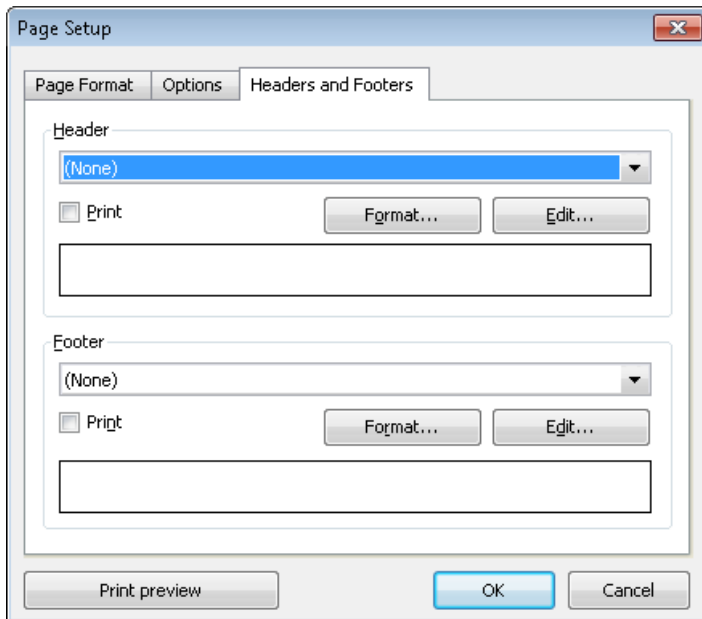 Page Setup
Page Format Options Headers and Footers
Header
(None)
Print Format... Edit...
Footer
(None)
Print Format... Edit...
Print preview OK Cancel